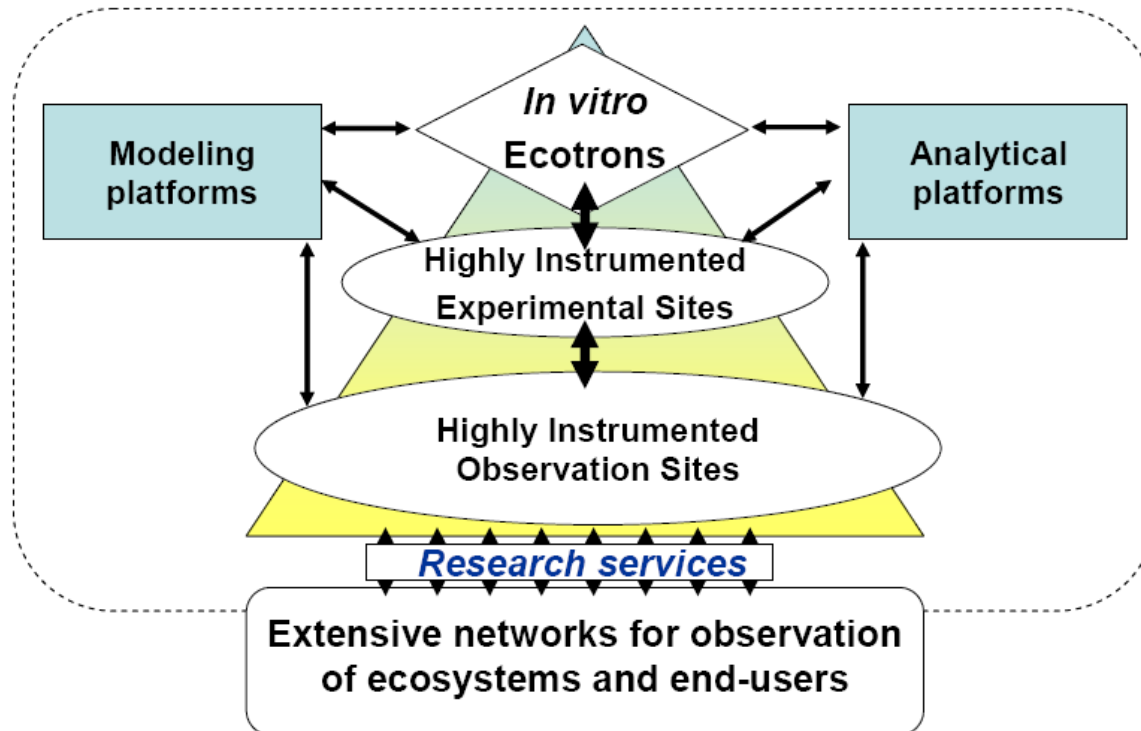 In vitro
Ecotrons
Modeling
platforms
Analytical
platforms
Highly Instrumented
Experimental Sites
Highly Instrumented
Observation Sites
Research services
Extensive networks for observation
of ecosystems and end-users